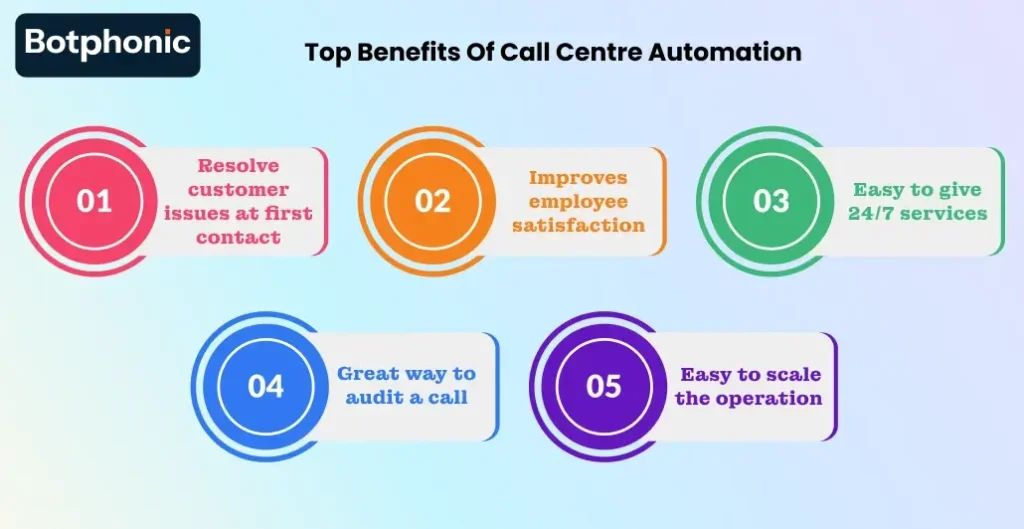 Botphonic
Top Benefits Of Call Centre Automation
01
Resolve
customer
issues at first
contact
02
Improves
employee
satisfaction
03
Easy to give
24/7 services
04
Great way to
audit a call
05
Easy to scale
the operation